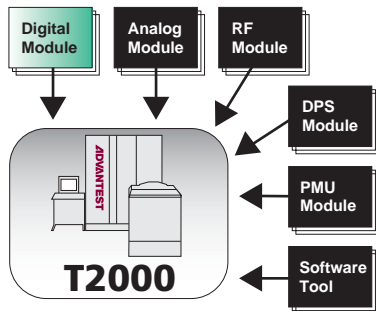 Digital
Module
Analog
Module
RF
Module
DPS
Module
ADVANTEST
PMU
Module
T2000
Software
Tool